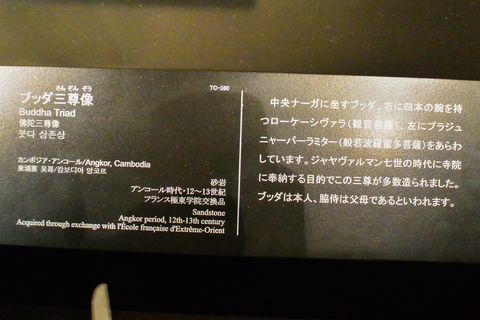 さん ぞん ぞう
ブッダ三尊像
Buddha Triad
佛陀三尊像
붓다 삼존상
カンボジア・アンコール/Angkor, Cambodia
柬埔寨 吴哥/캄보디아 앙코르
砂岩
アンコール時代・12〜13世紀
フランス極東学院交換品
Sandstone
Angkor period, 12th-13th century
Acquired through exchange with l'École française d'Extrême-Orient
TC-380
中央ナーガに坐すブッダ、右に四本の腕を持
つローケーシヴァラ（観音菩薩）、左にプラジュ
ニャーパーラミター（般若波羅蜜多菩薩）をあらわ
しています。ジャヤヴァルマン七世の時代に寺院
に奉納する目的でこの三尊が多数造られました。
ブッダは本人、脇侍は父母であるといわれます。